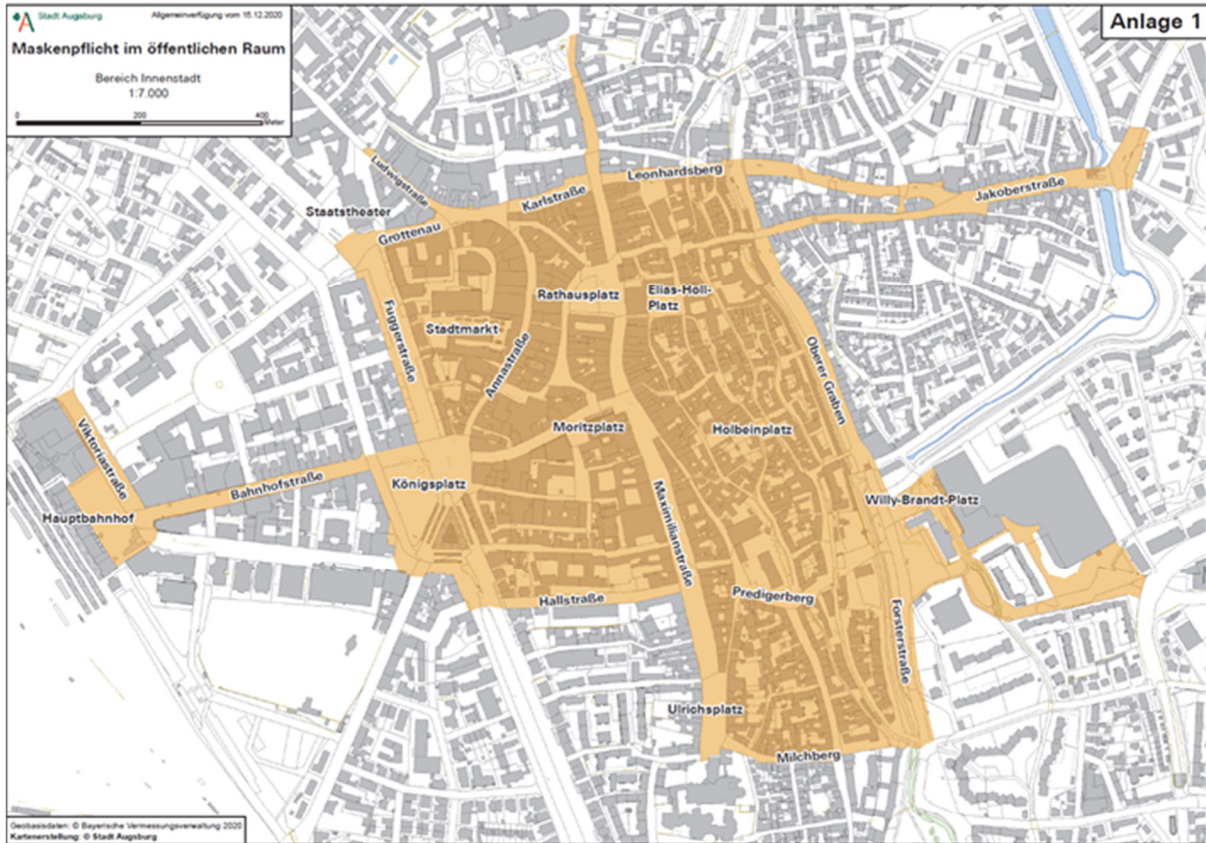 Stadt Augsburg
Allgemeinverfügung vom 15.12.2020
Maskenpflicht im öffentlichen Raum
Bereich Innenstadt
1:7.000
0 200 400
Meter
Anlage 1
Ludwigstraße
Staatstheater
Grottenau
Karlstraße
Leonhardsberg
Jakoberstraße
Rathausplatz
Elias-Holl-
Platz
Stadtmarkt
Fuggerstraße
Annastraße
Oberer Graben
Moritzplatz
Holbeinplatz
Viktoriastraße
Bahnhofstraße
Königsplatz
Hauptbahnhof
Willy-Brandt-Platz
Maximilianstraße
Hallstraße
Predigerberg
Forsterstraße
Ulrichsplatz
Milchberg
Geobasisdaten: © Bayerische Vermessungsverwaltung 2020
Kartenerstellung: © Stadt Augsburg